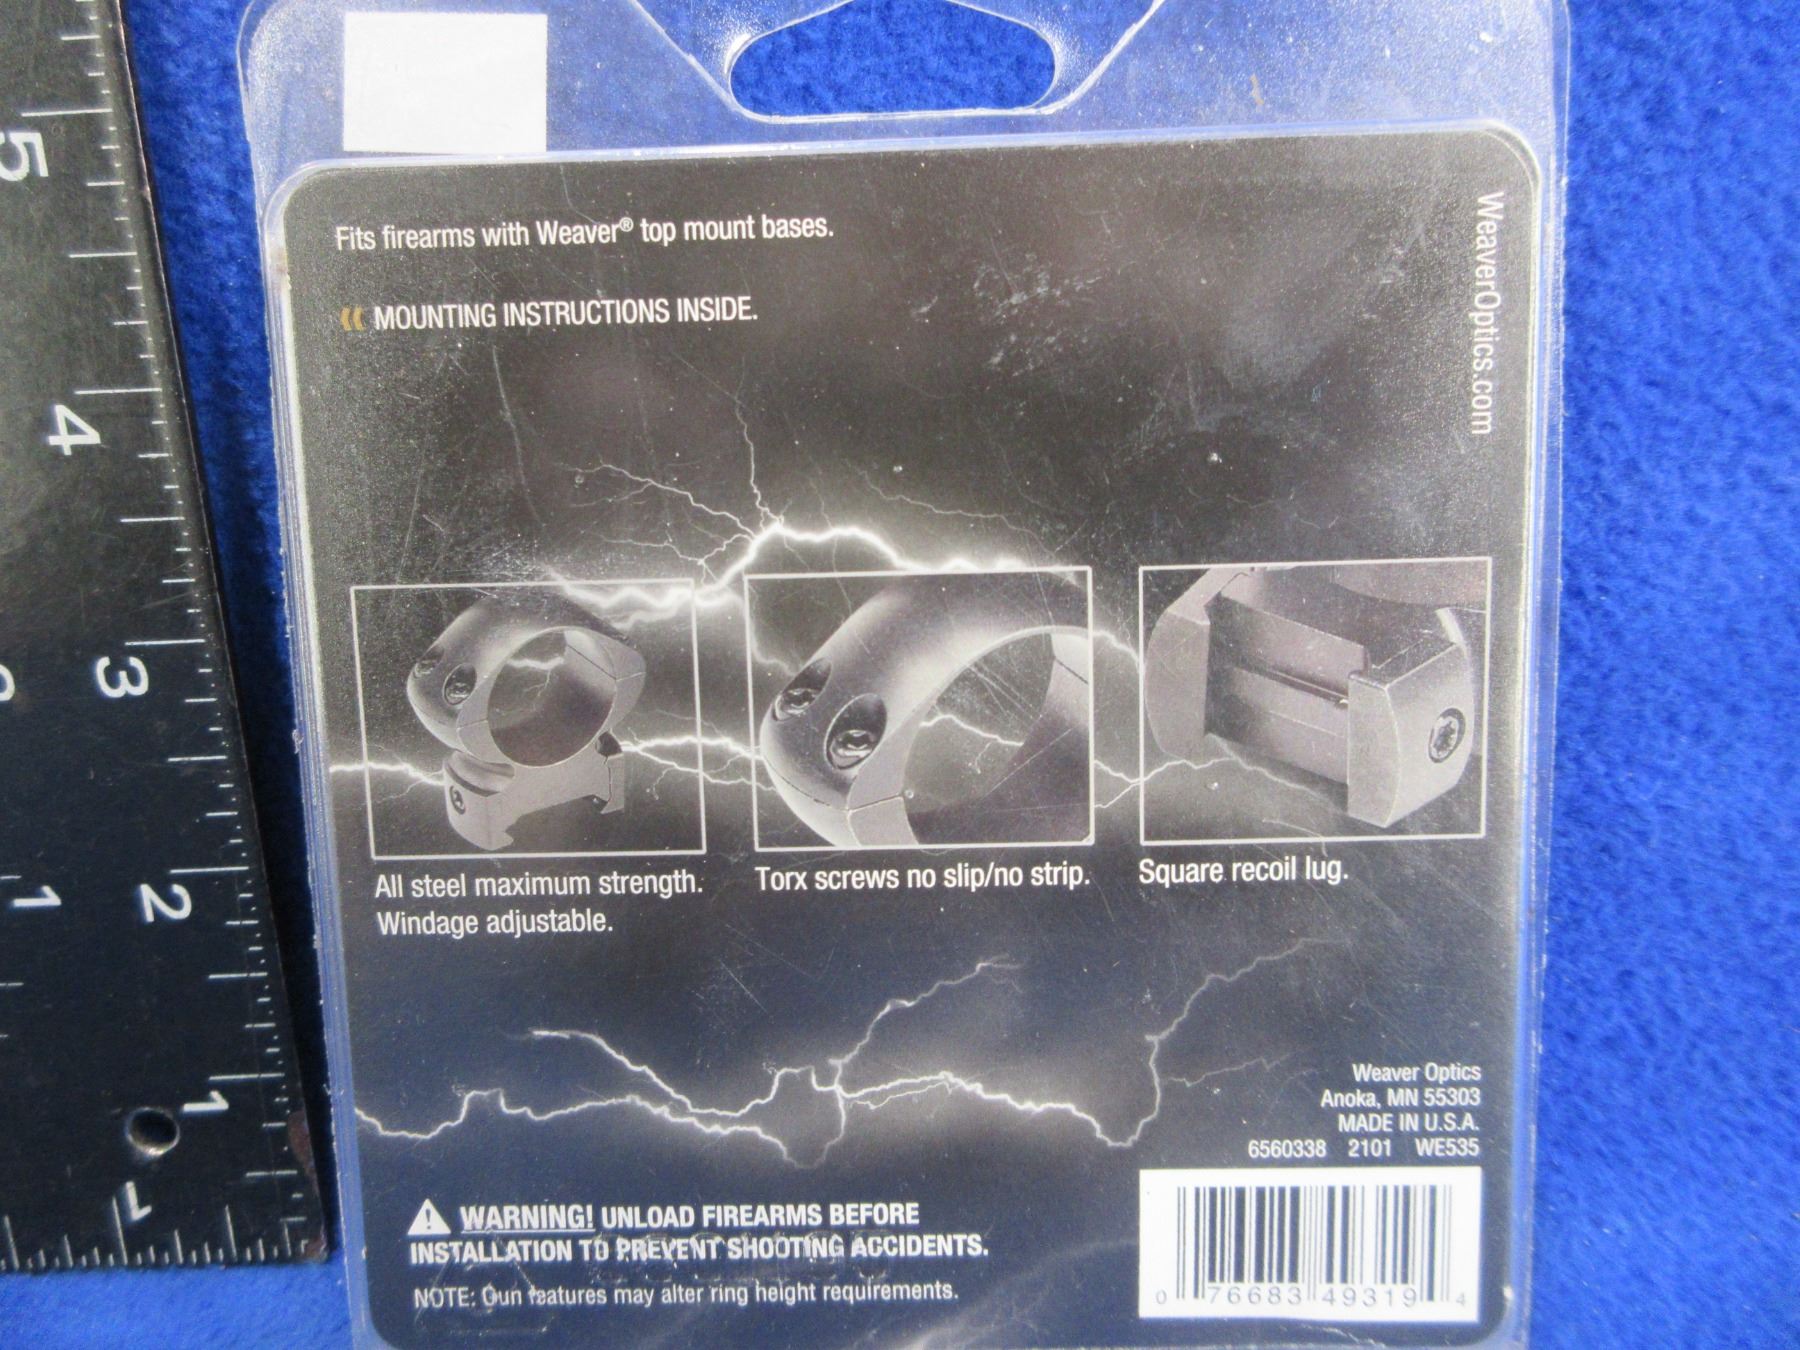 Fits firearms with Weaver® top mount bases.
MOUNTING INSTRUCTIONS INSIDE.
WeaverOptics.com
All steel maximum strength.
Windage adjustable.
Torx screws no slip/no strip.
Square recoil lug.
Weaver Optics
Anoka, MN 55303
MADE IN U.S.A.
6560338 2101 WE535
WARNING! UNLOAD FIREARMS BEFORE
INSTALLATION TO PREVENT SHOOTING ACCIDENTS.
NOTE: Gun features may alter ring height requirements.
0 76683 49319 4
5
4
3
2
1
1
1